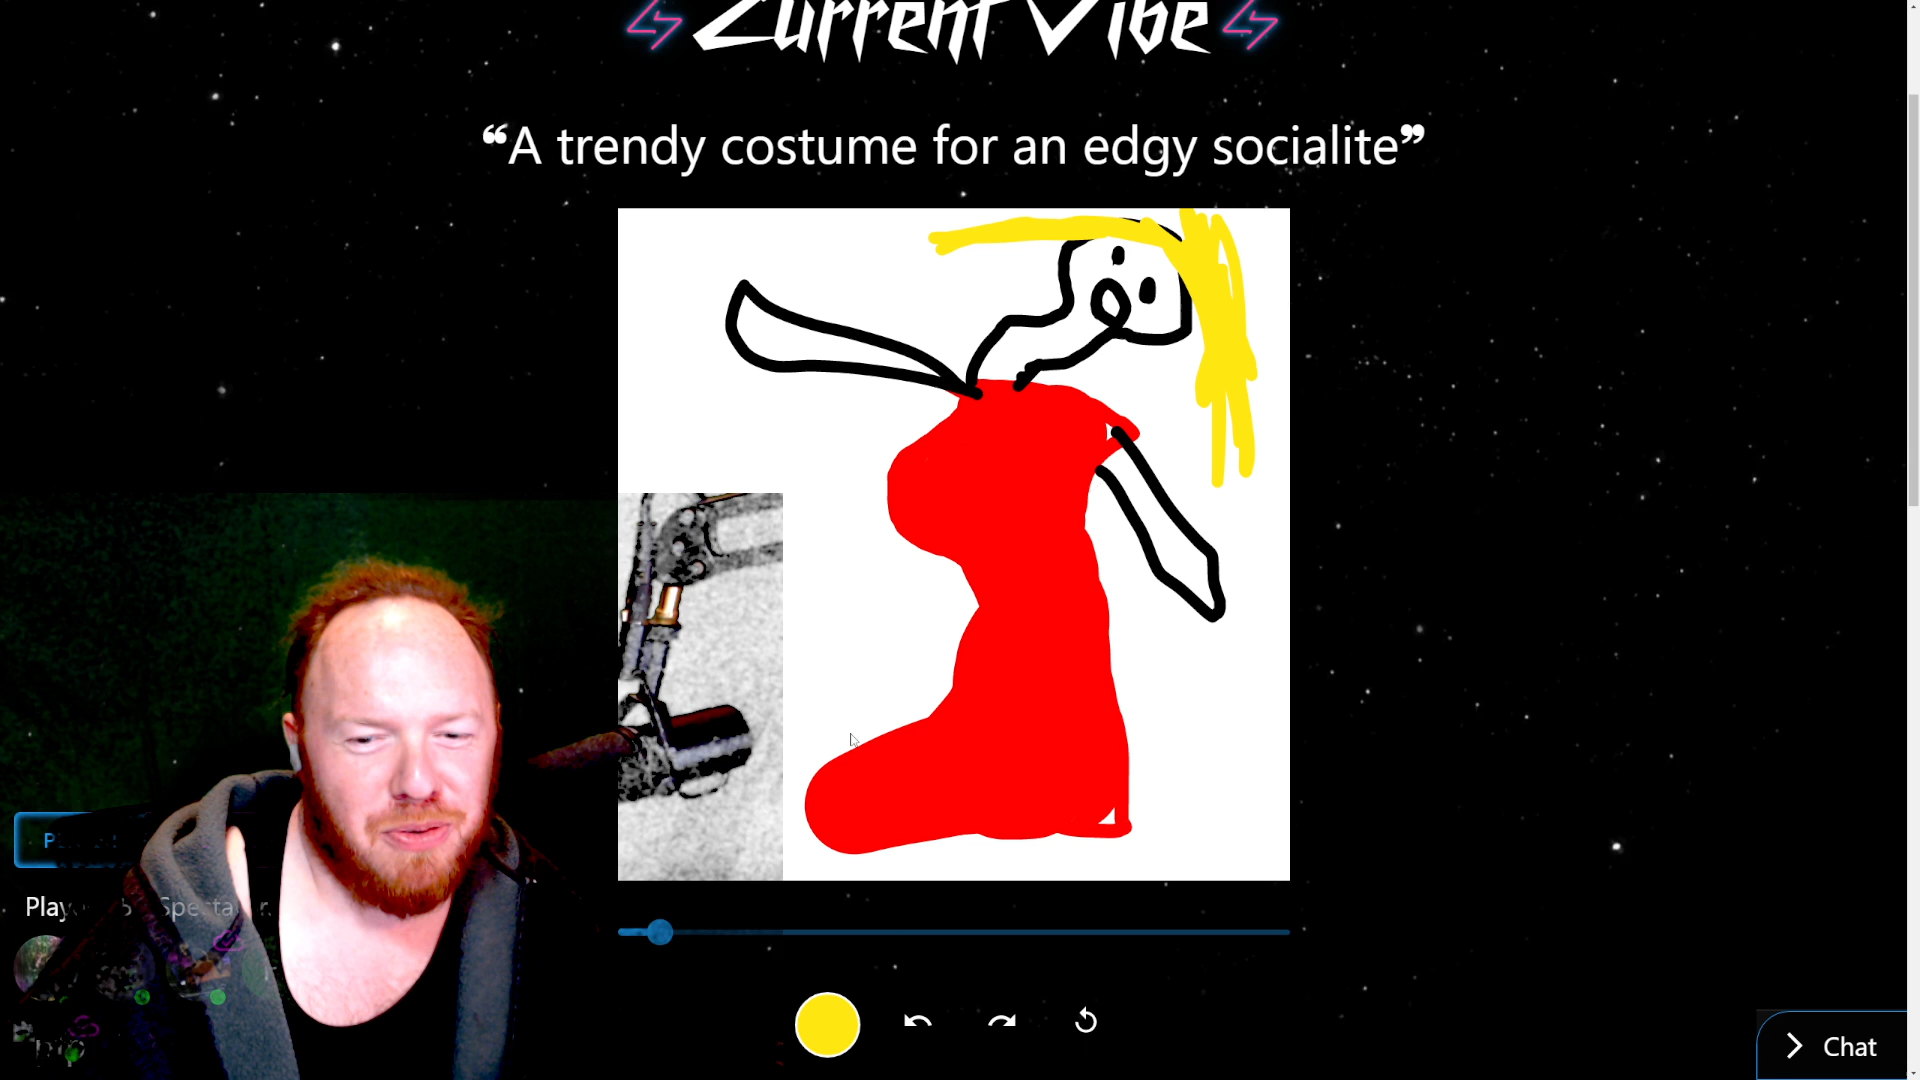 Current Vibe
“A trendy costume for an edgy socialite”
Chat